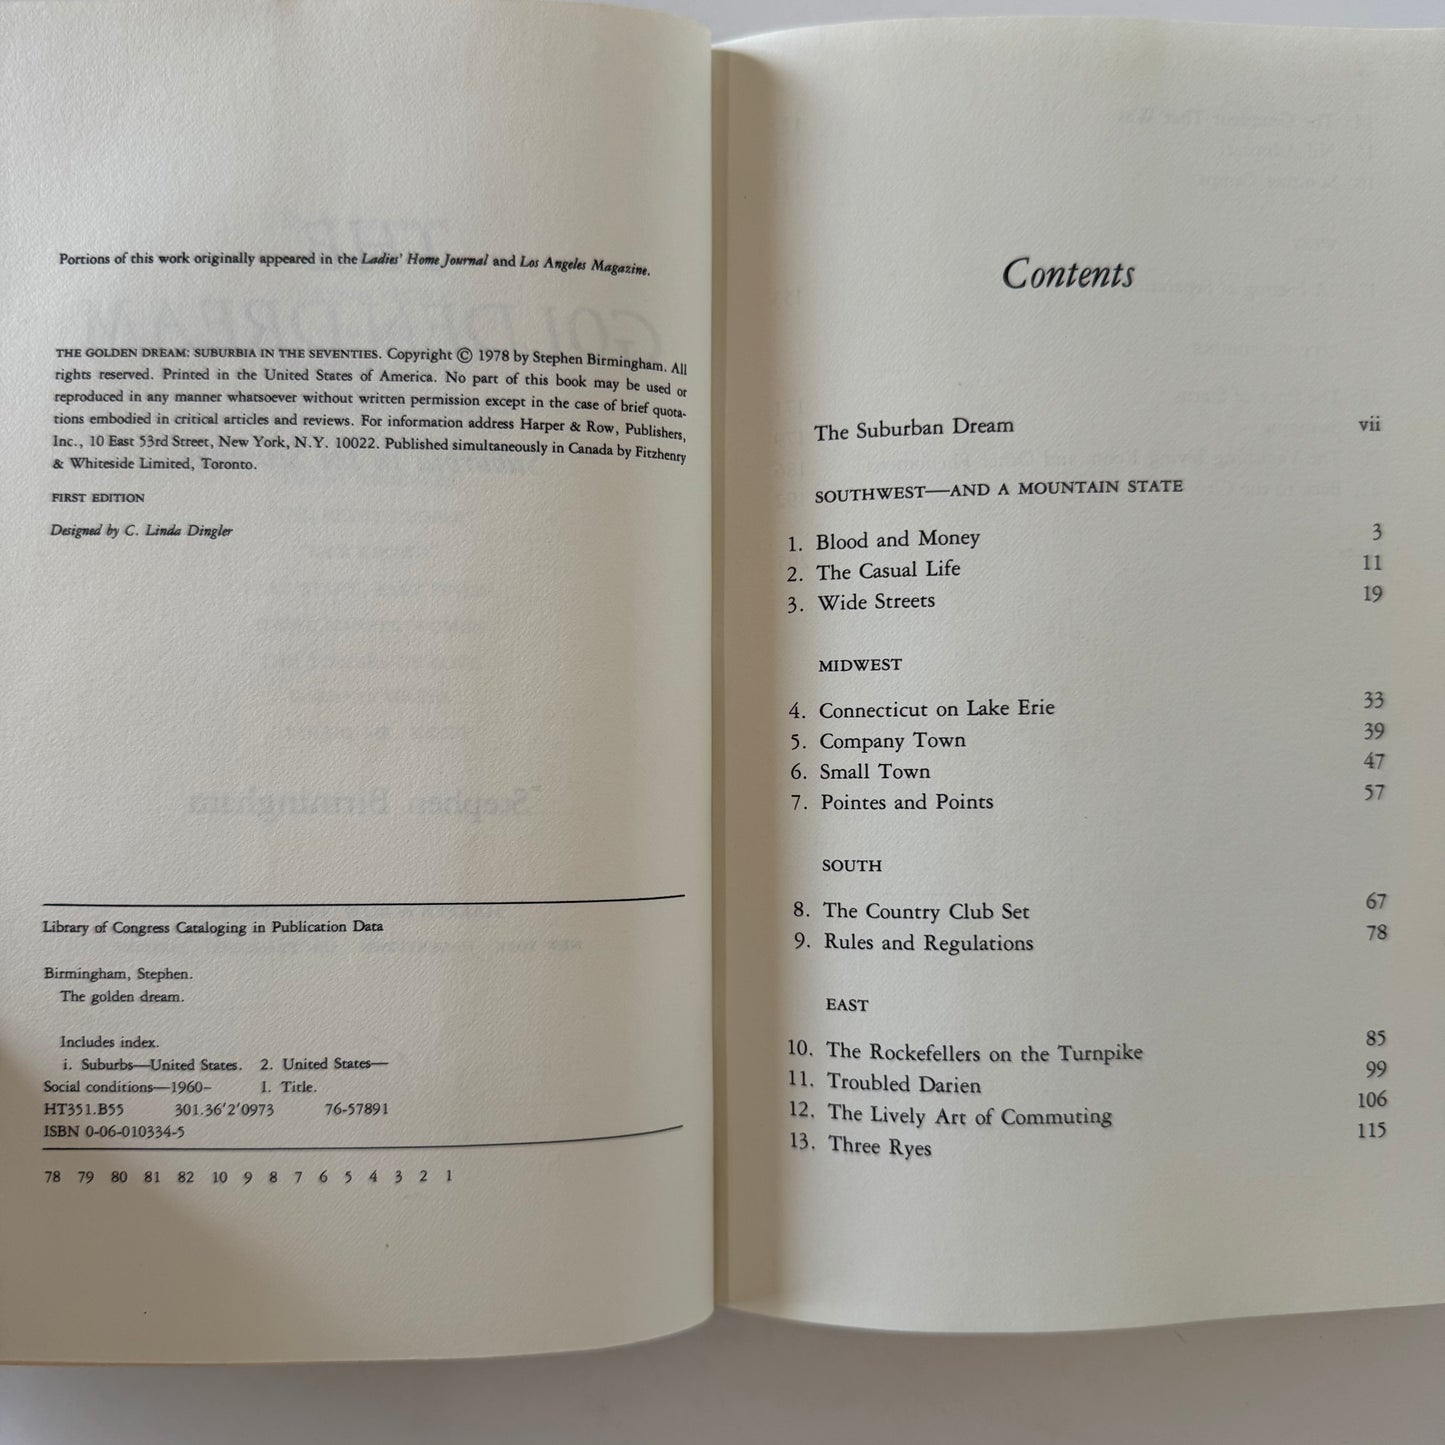 Portions of this work originally appeared in the Ladies' Home Journal and Los Angeles Magazine.
THE GOLDEN DREAM: SUBURBIA IN THE SEVENTIES. Copyright © 1978 by Stephen Birmingham. All
rights reserved. Printed in the United States of America. No part of this book may be used or
reproduced in any manner whatsoever without written permission except in the case of brief quota-
tions embodied in critical articles and reviews. For information address Harper & Row, Publishers,
Inc., 10 East 53rd Street, New York, N.Y. 10022. Published simultaneously in Canada by Fitzhenry
& Whiteside Limited, Toronto.
FIRST EDITION
Designed by C. Linda Dingler
Library of Congress Cataloging in Publication Data
Birmingham, Stephen.
The golden dream.
Includes index.
i. Suburbs—United States. 2. United States—
Social conditions—1960– I. Title.
HT351.B55 301.36'2'0973 76-57891
ISBN 0-06-010334-5
78 79 80 81 82 10 9 8 7 6 5 4 3 2 1
Contents
The Suburban Dream vii
SOUTHWEST—AND A MOUNTAIN STATE
1. Blood and Money 3
2. The Casual Life 11
3. Wide Streets 19
MIDWEST
4. Connecticut on Lake Erie 33
5. Company Town 39
6. Small Town 47
7. Pointes and Points 57
SOUTH
8. The Country Club Set 67
9. Rules and Regulations 78
EAST
10. The Rockefellers on the Turnpike 85
11. Troubled Darien 99
12. The Lively Art of Commuting 106
13. Three Ryes 115